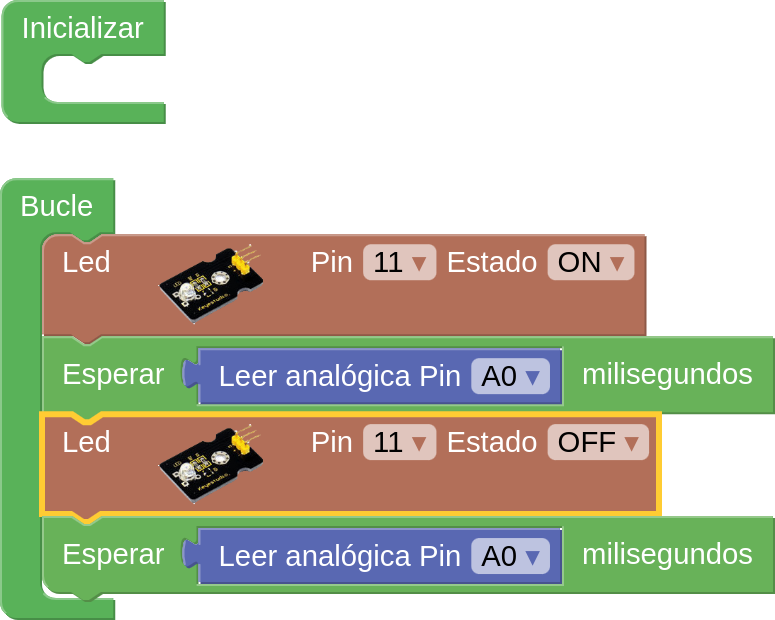 Inicializar
Bucle
Led Pin 11 ▾ Estado ON ▾
Esperar Leer analógica Pin A0 ▾ milisegundos
Led Pin 11 ▾ Estado OFF ▾
Esperar Leer analógica Pin A0 ▾ milisegundos